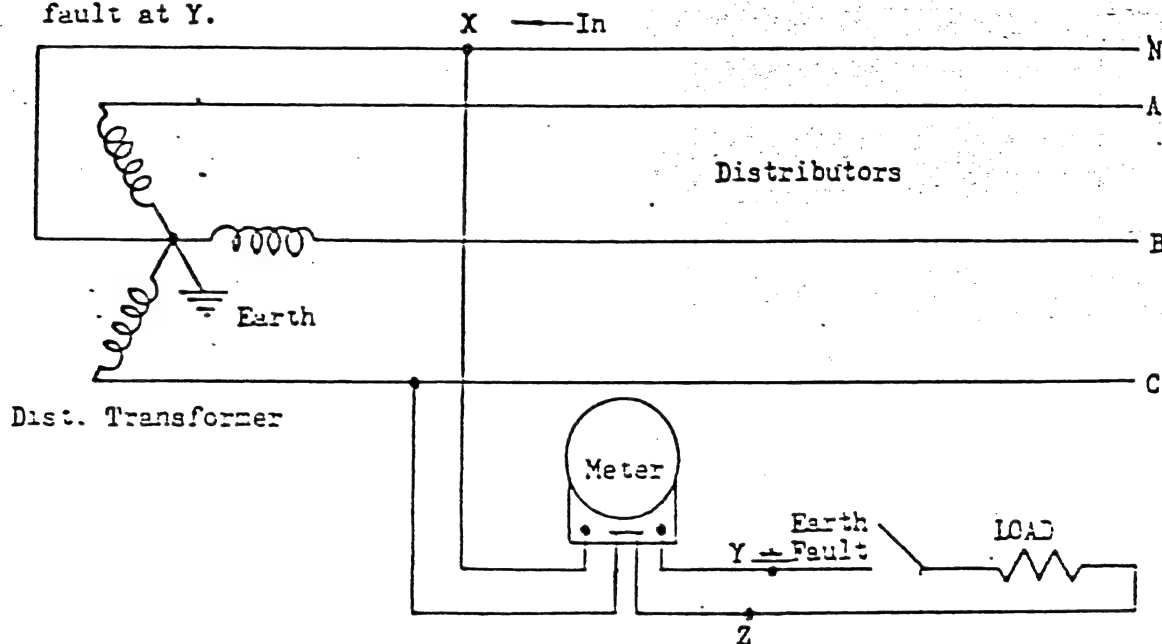 fault at Y.
X In
N
A
Distributors
B
Earth
C
Dist. Transformer
Meter
Earth
Y Fault
LOAD
Z